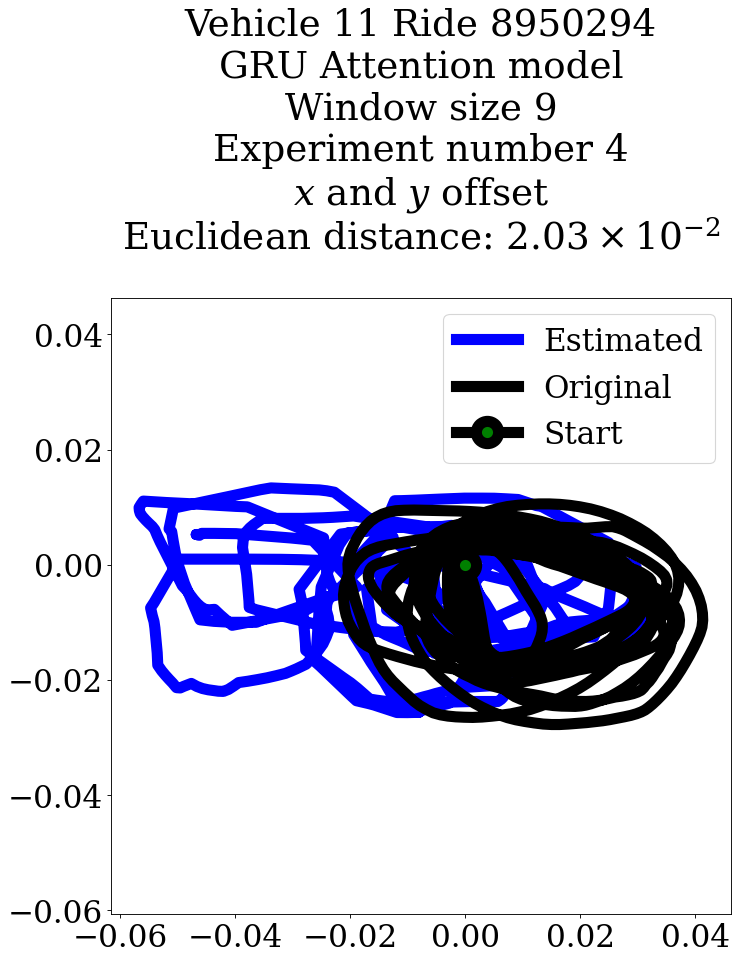 Vehicle 11 Ride 8950294
GRU Attention model
Window size 9
Experiment number 4
x and y offset
Euclidean distance: 2.03 × 10⁻²
Estimated
Original
Start
0.04
0.02
0.00
−0.02
−0.04
−0.06
−0.06 −0.04 −0.02 0.00 0.02 0.04